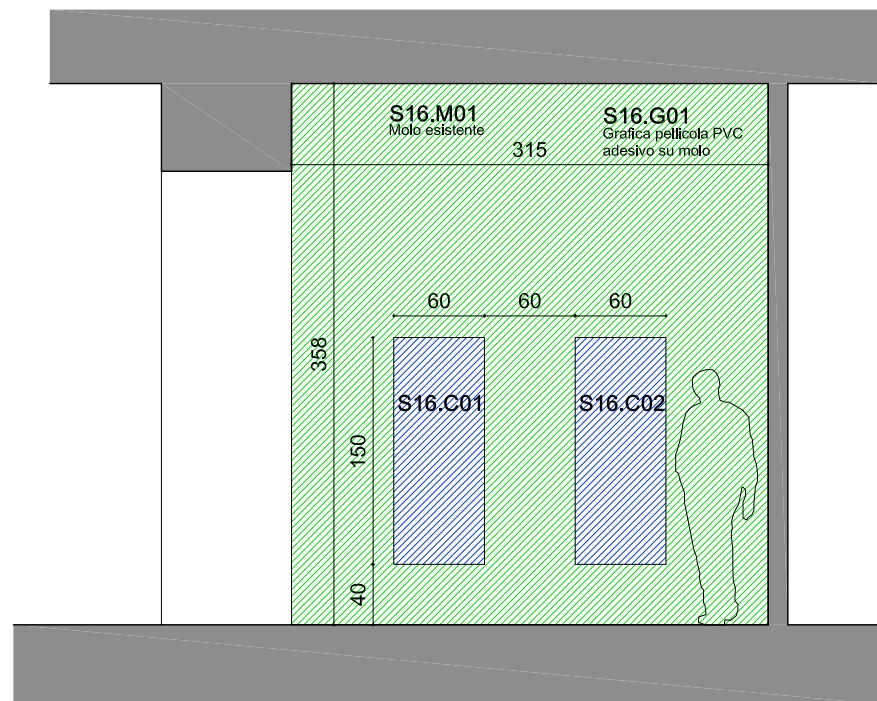 S16.M01
Molo esistente
S16.G01
Grafica pellicola PVC
adesivo su molo
315
60
60
60
358
S16.C01
S16.C02
150
40